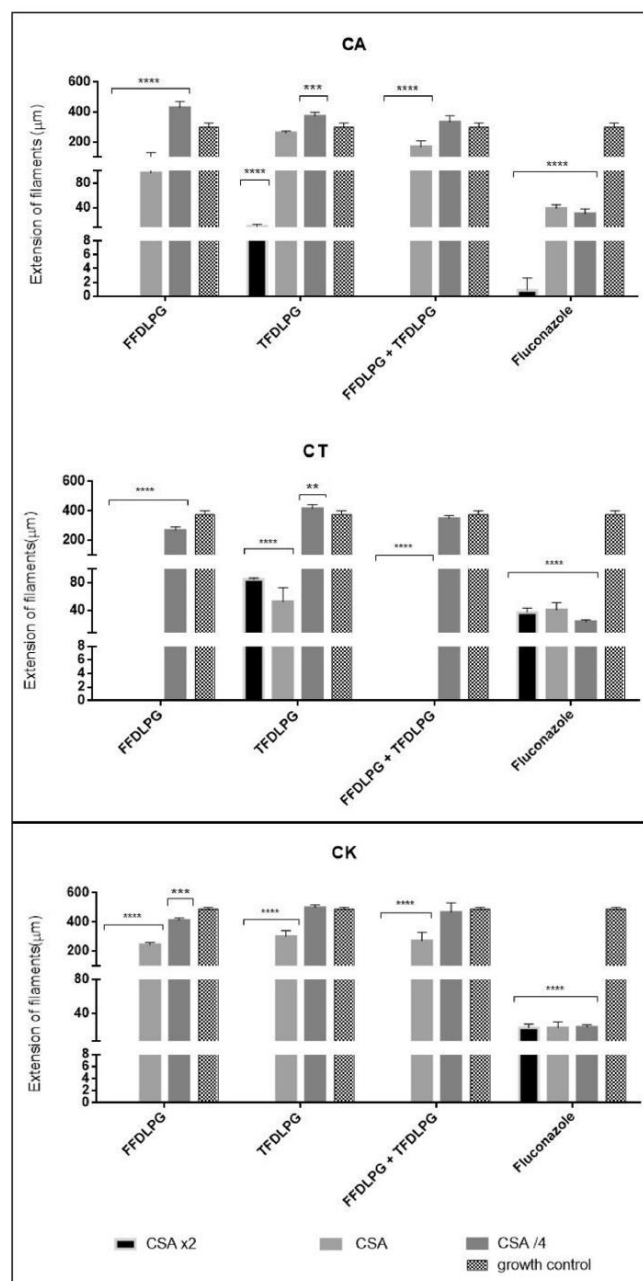 CA
Extension of filaments (μm)
600
400
200
80
40
8
6
4
2
0
****
****
***
****
****
FFDLPG
TFDLPG
FFDLPG + TFDLPG
Fluconazole
CT
Extension of filaments(μm)
600
400
200
80
40
8
6
4
2
0
****
****
**
****
****
FFDLPG
TFDLPG
FFDLPG + TFDLPG
Fluconazole
CK
Extension of filaments(μm)
600
400
200
80
40
8
6
4
2
0
****
***
****
****
****
FFDLPG
TFDLPG
FFDLPG + TFDLPG
Fluconazole
CSA x2
CSA
CSA /4
growth control